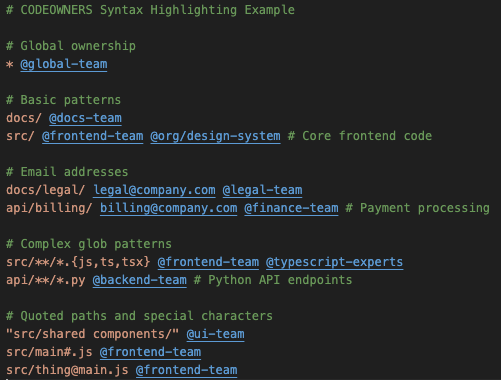 # CODEOWNERS Syntax Highlighting Example
# Global ownership
* @global-team
# Basic patterns
docs/ @docs-team
src/ @frontend-team @org/design-system # Core frontend code
# Email addresses
docs/legal/ legal@company.com @legal-team
api/billing/ billing@company.com @finance-team # Payment processing
# Complex glob patterns
src/**/*.{js,ts,tsx} @frontend-team @typescript-experts
api/**/*.py @backend-team # Python API endpoints
# Quoted paths and special characters
"src/shared components/" @ui-team
src/main#.js @frontend-team
src/thing@main.js @frontend-team